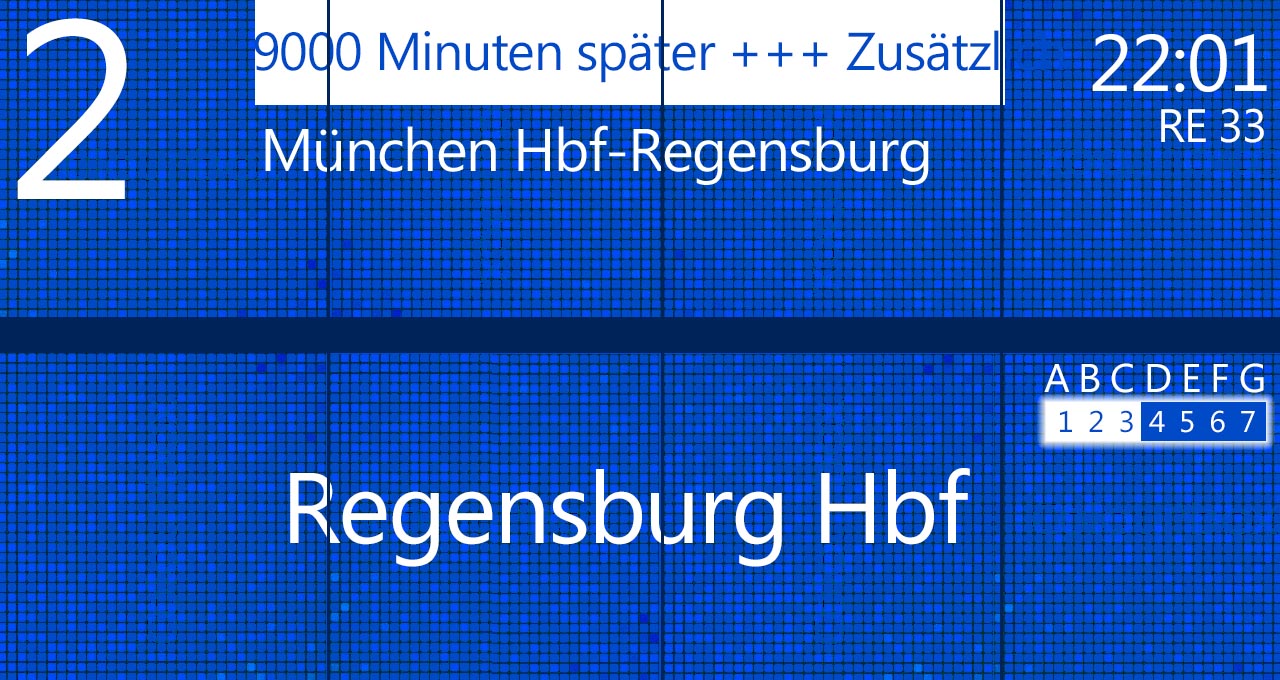 2
9000 Minuten später +++ Zusätzl
22:01
RE 33
München Hbf-Regensburg
A B C D E F G
1 2 3 4 5 6 7
Regensburg Hbf